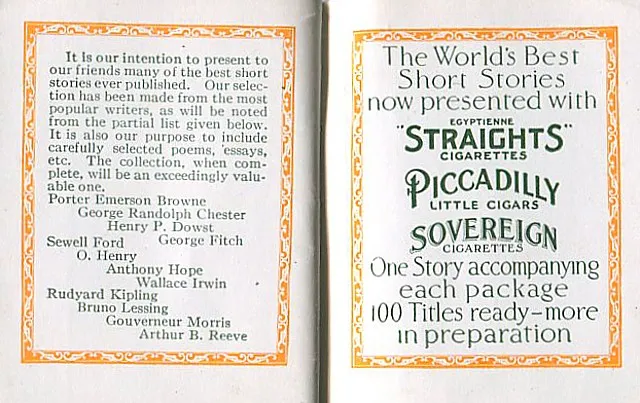 It is our intention to present to
our friends many of the best short
stories ever published. Our selec-
tion has been made from the most
popular writers, as will be noted
from the partial list given below.
It is also our purpose to include
carefully selected poems, essays,
etc. The collection, when com-
plete, will be an exceedingly valu-
able one.
Porter Emerson Browne
George Randolph Chester
Henry P. Dowst
Sewell Ford George Fitch
O. Henry
Anthony Hope
Wallace Irwin
Rudyard Kipling
Bruno Lessing
Gouverneur Morris
Arthur B. Reeve
The World's Best
Short Stories
now presented with
EGYPTIENNE
"STRAIGHTS"
CIGARETTES
PICCADILLY
LITTLE CIGARS
SOVEREIGN
CIGARETTES
One Story accompanying
each package
100 Titles ready-more
in preparation